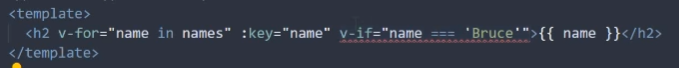 <template>
<h2 v-for="name in names" :key="name" v-if="name === 'Bruce'">{{ name }}</h2>
</template>